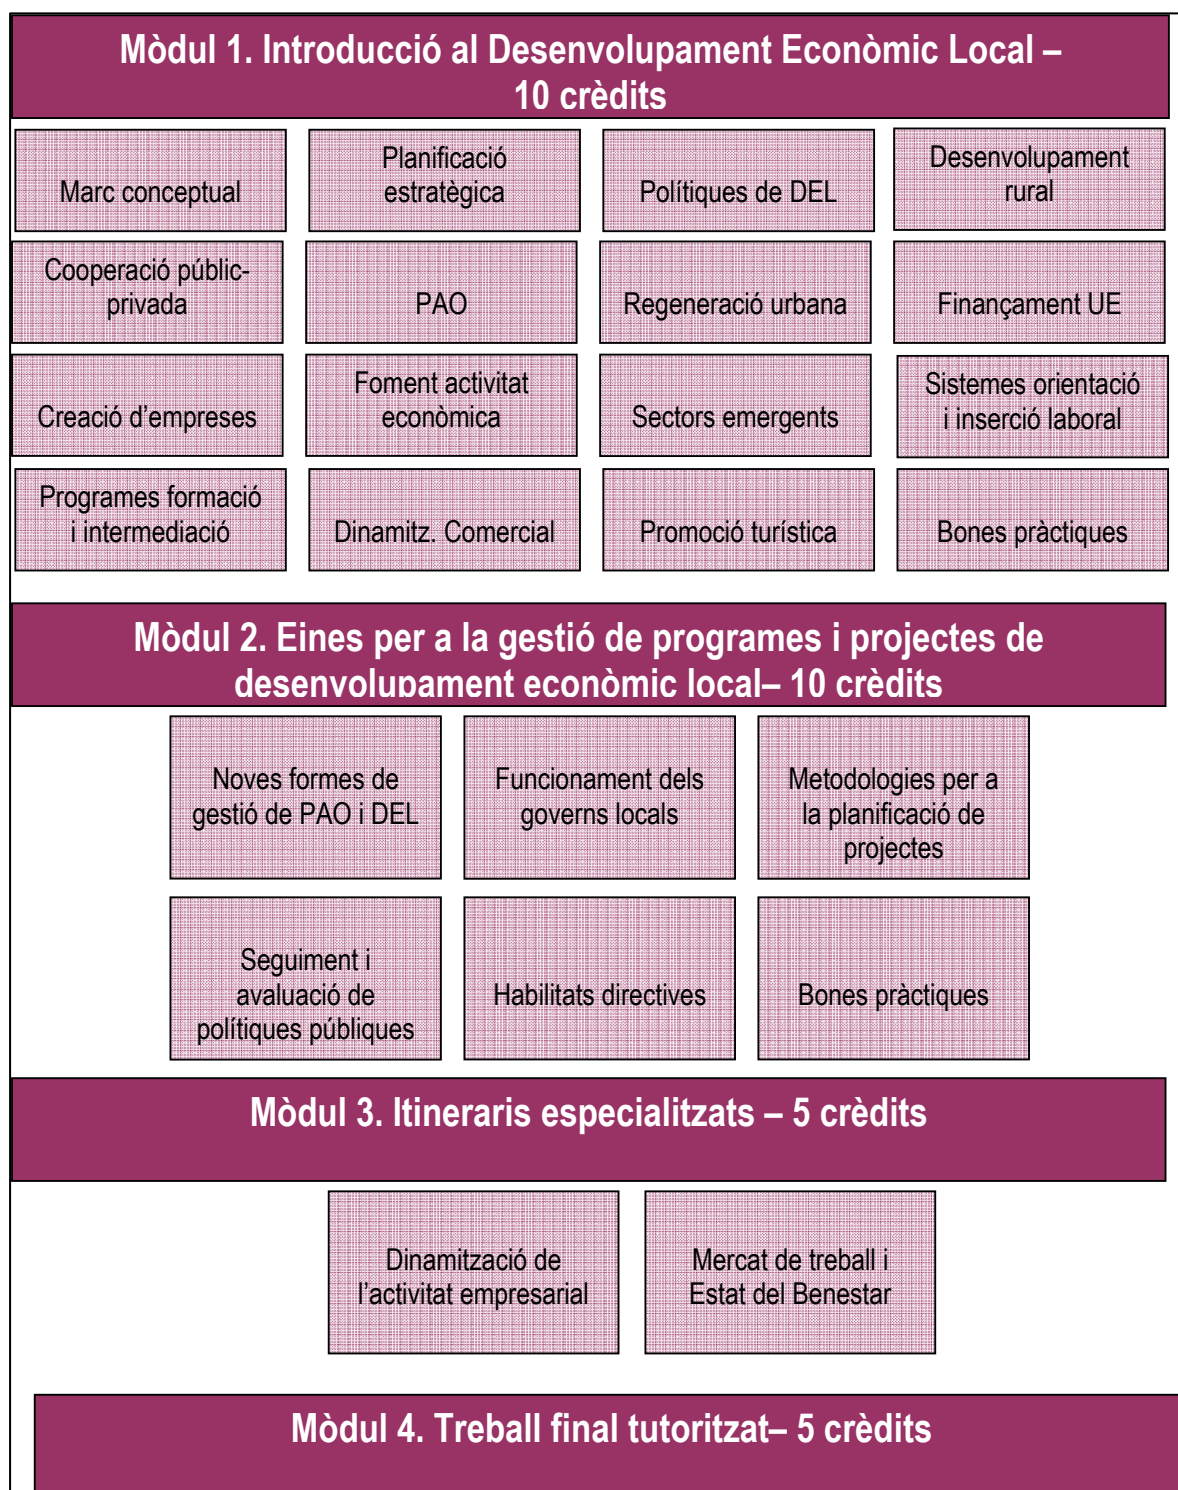 Mòdul 1. Introducció al Desenvolupament Econòmic Local –
10 crèdits
Marc conceptual
Planificació
estratègica
Polítiques de DEL
Desenvolupament
rural
Cooperació públic-
privada
PAO
Regeneració urbana
Finançament UE
Creació d'empreses
Foment activitat
econòmica
Sectors emergents
Sistemes orientació
i inserció laboral
Programes formació
i intermediació
Dinamitz. Comercial
Promoció turística
Bones pràctiques
Mòdul 2. Eines per a la gestió de programes i projectes de
desenvolupament econòmic local– 10 crèdits
Noves formes de
gestió de PAO i DEL
Funcionament dels
governs locals
Metodologies per a
la planificació de
projectes
Seguiment i
avaluació de
polítiques públiques
Habilitats directives
Bones pràctiques
Mòdul 3. Itineraris especialitzats – 5 crèdits
Dinamització de
l'activitat empresarial
Mercat de treball i
Estat del Benestar
Mòdul 4. Treball final tutoritzat– 5 crèdits